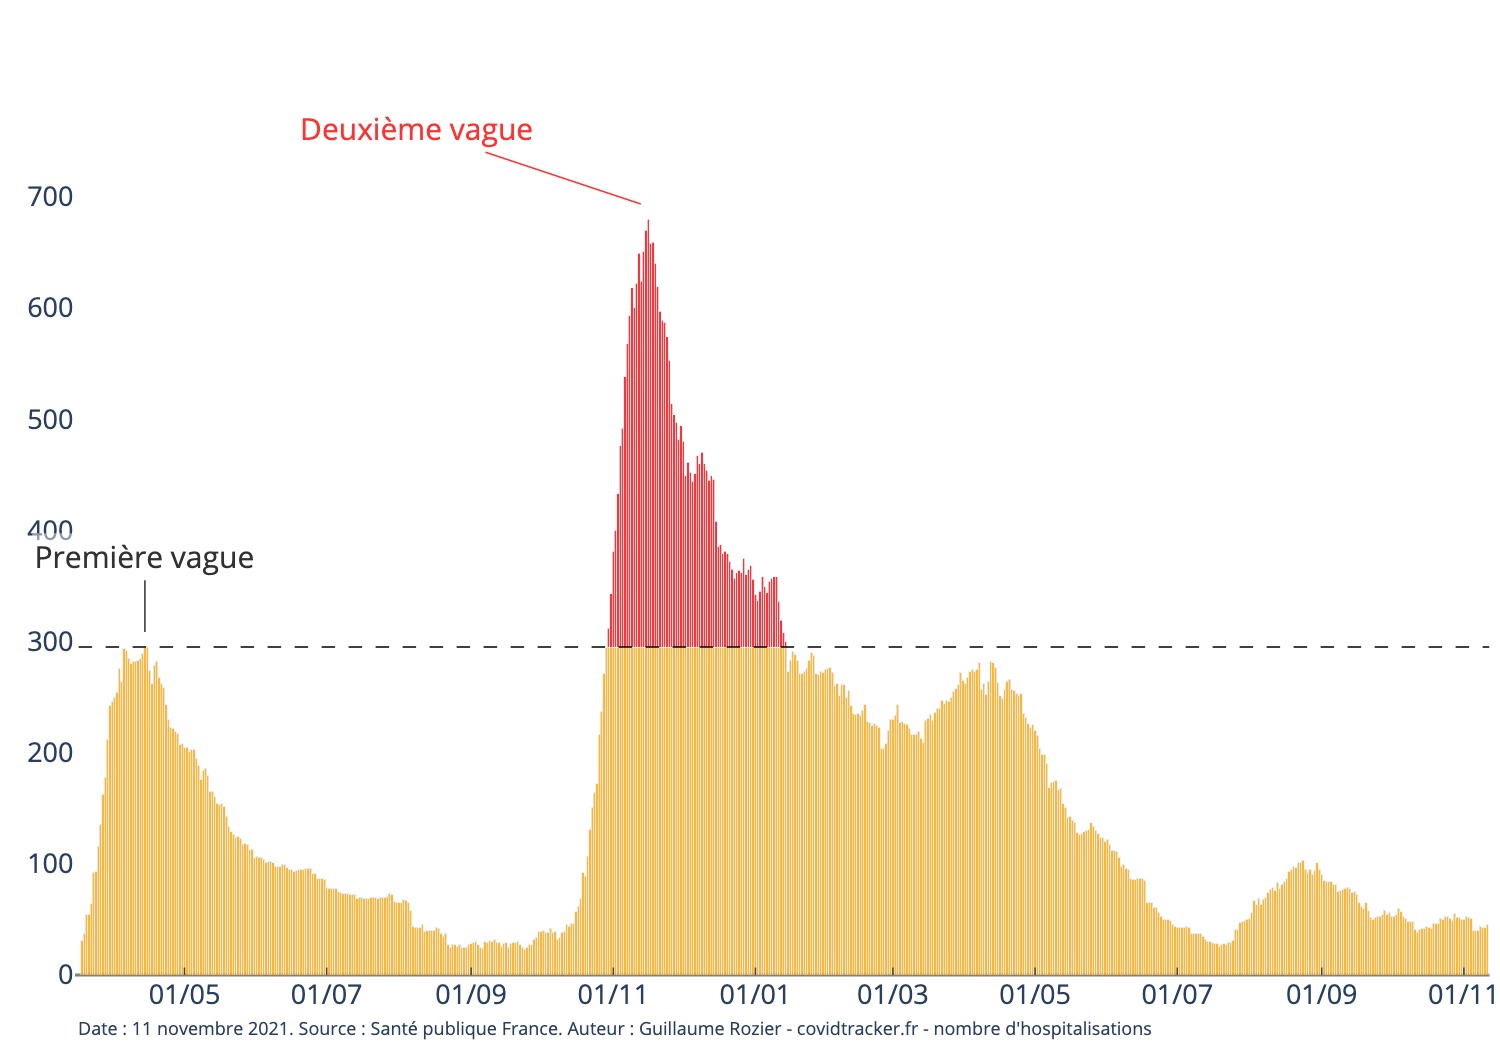 Deuxième vague
700
600
500
400
Première vague
300
200
100
0
01/05 01/07 01/09 01/11 01/01 01/03 01/05 01/07 01/09 01/11
Date : 11 novembre 2021. Source : Santé publique France. Auteur : Guillaume Rozier - covidtracker.fr - nombre d'hospitalisations